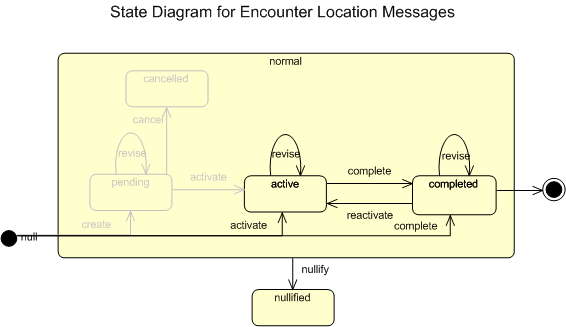 State Diagram for Encounter Location Messages
normal
cancelled
cancel
revise
revise
revise
pending
activate
active
complete
completed
reactivate
create
activate
complete
null
nullify
nullified